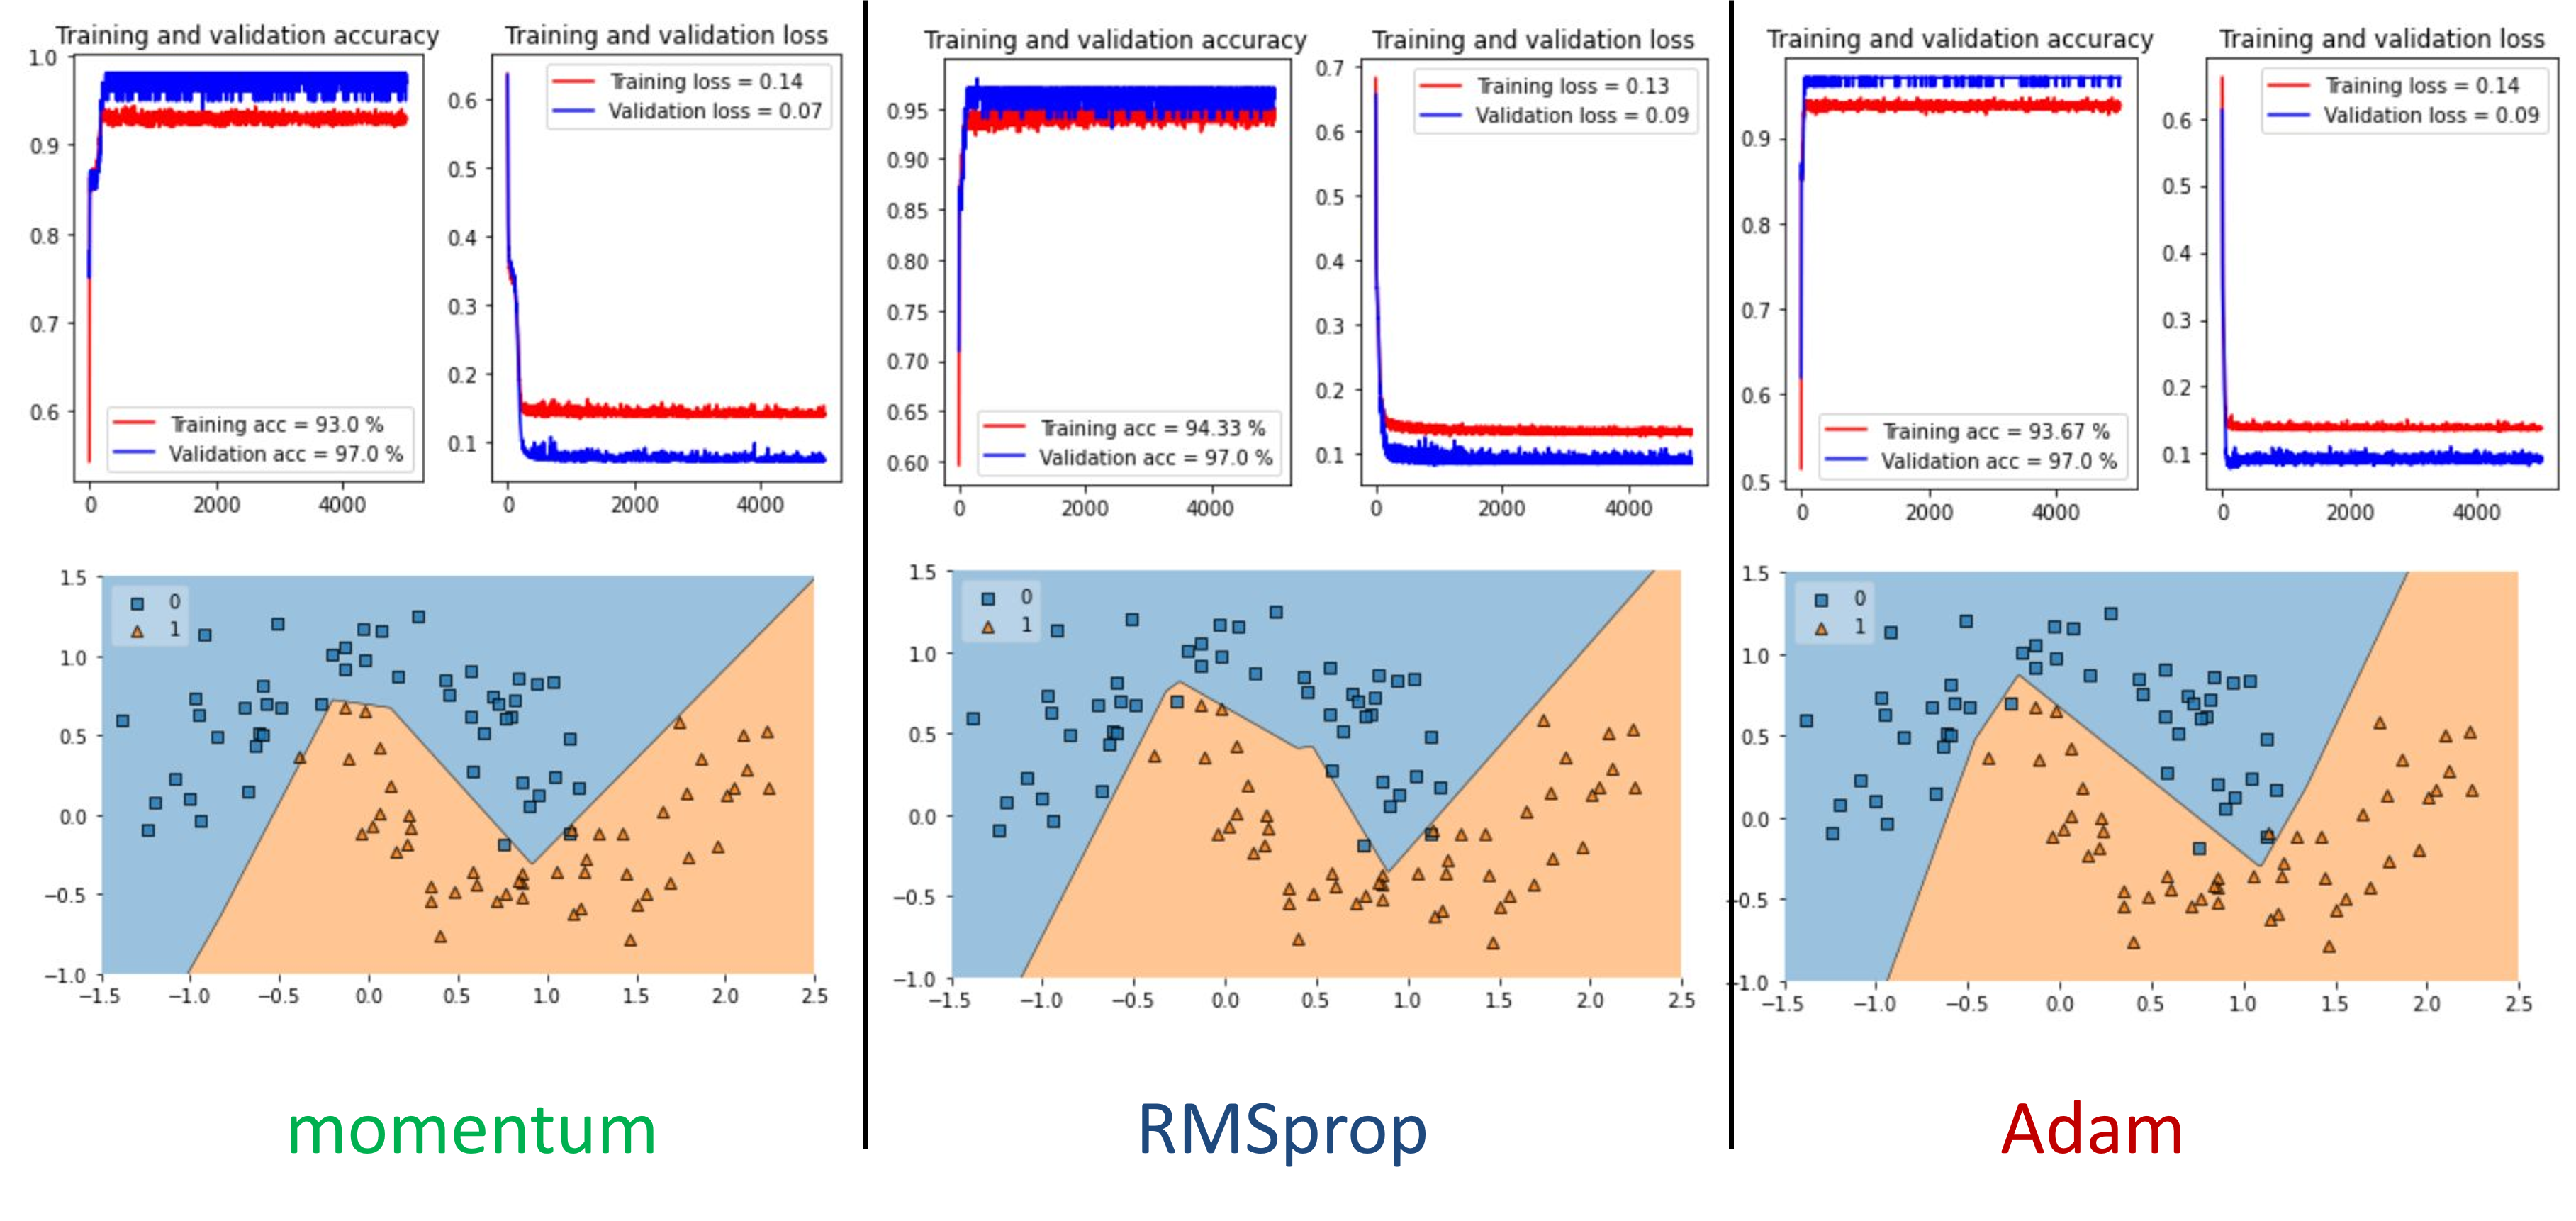 Training and validation accuracy
1.0
0.9
0.8
0.7
0.6
Training acc = 93.0 %
Validation acc = 97.0 %
0 2000 4000
Training and validation loss
0.6
0.5
0.4
0.3
0.2
0.1
Training loss = 0.14
Validation loss = 0.07
0 2000 4000
Training and validation accuracy
0.95
0.90
0.85
0.80
0.75
0.70
0.65
0.60
Training acc = 94.33 %
Validation acc = 97.0 %
0 2000 4000
Training and validation loss
0.7
0.6
0.5
0.4
0.3
0.2
0.1
Training loss = 0.13
Validation loss = 0.09
0 2000 4000
Training and validation accuracy
0.9
0.8
0.7
0.6
0.5
Training acc = 93.67 %
Validation acc = 97.0 %
0 2000 4000
Training and validation loss
0.6
0.5
0.4
0.3
0.2
0.1
Training loss = 0.14
Validation loss = 0.09
0 2000 4000
1.5
1.0
0.5
0.0
−0.5
−1.0
0
1
−1.5 −1.0 −0.5 0.0 0.5 1.0 1.5 2.0 2.5
1.5
1.0
0.5
0.0
−0.5
−1.0
0
1
−1.5 −1.0 −0.5 0.0 0.5 1.0 1.5 2.0 2.5
1.5
1.0
0.5
0.0
−0.5
−1.0
0
1
−1.5 −1.0 −0.5 0.0 0.5 1.0 1.5 2.0 2.5
momentum
RMSprop
Adam